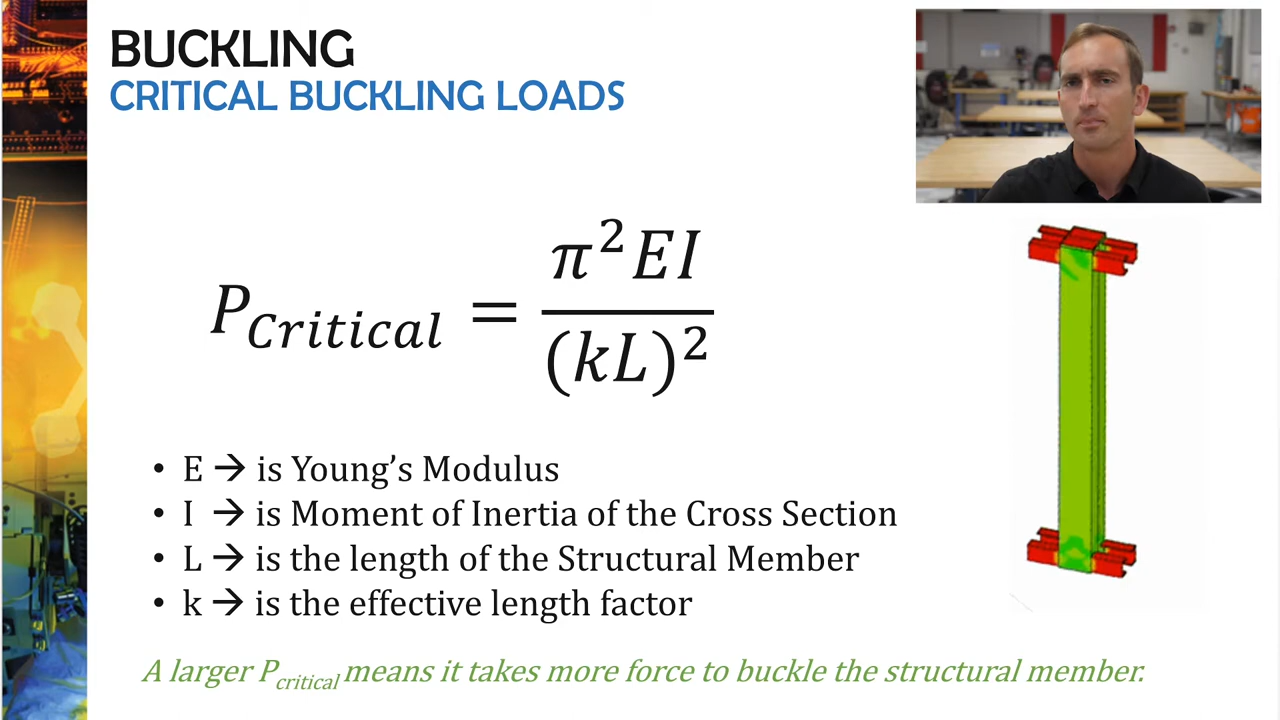 BUCKLING
CRITICAL BUCKLING LOADS
P_Critical = π²EI / (kL)²
• E → is Young's Modulus
• I → is Moment of Inertia of the Cross Section
• L → is the length of the Structural Member
• k → is the effective length factor
A larger P_critical means it takes more force to buckle the structural member.